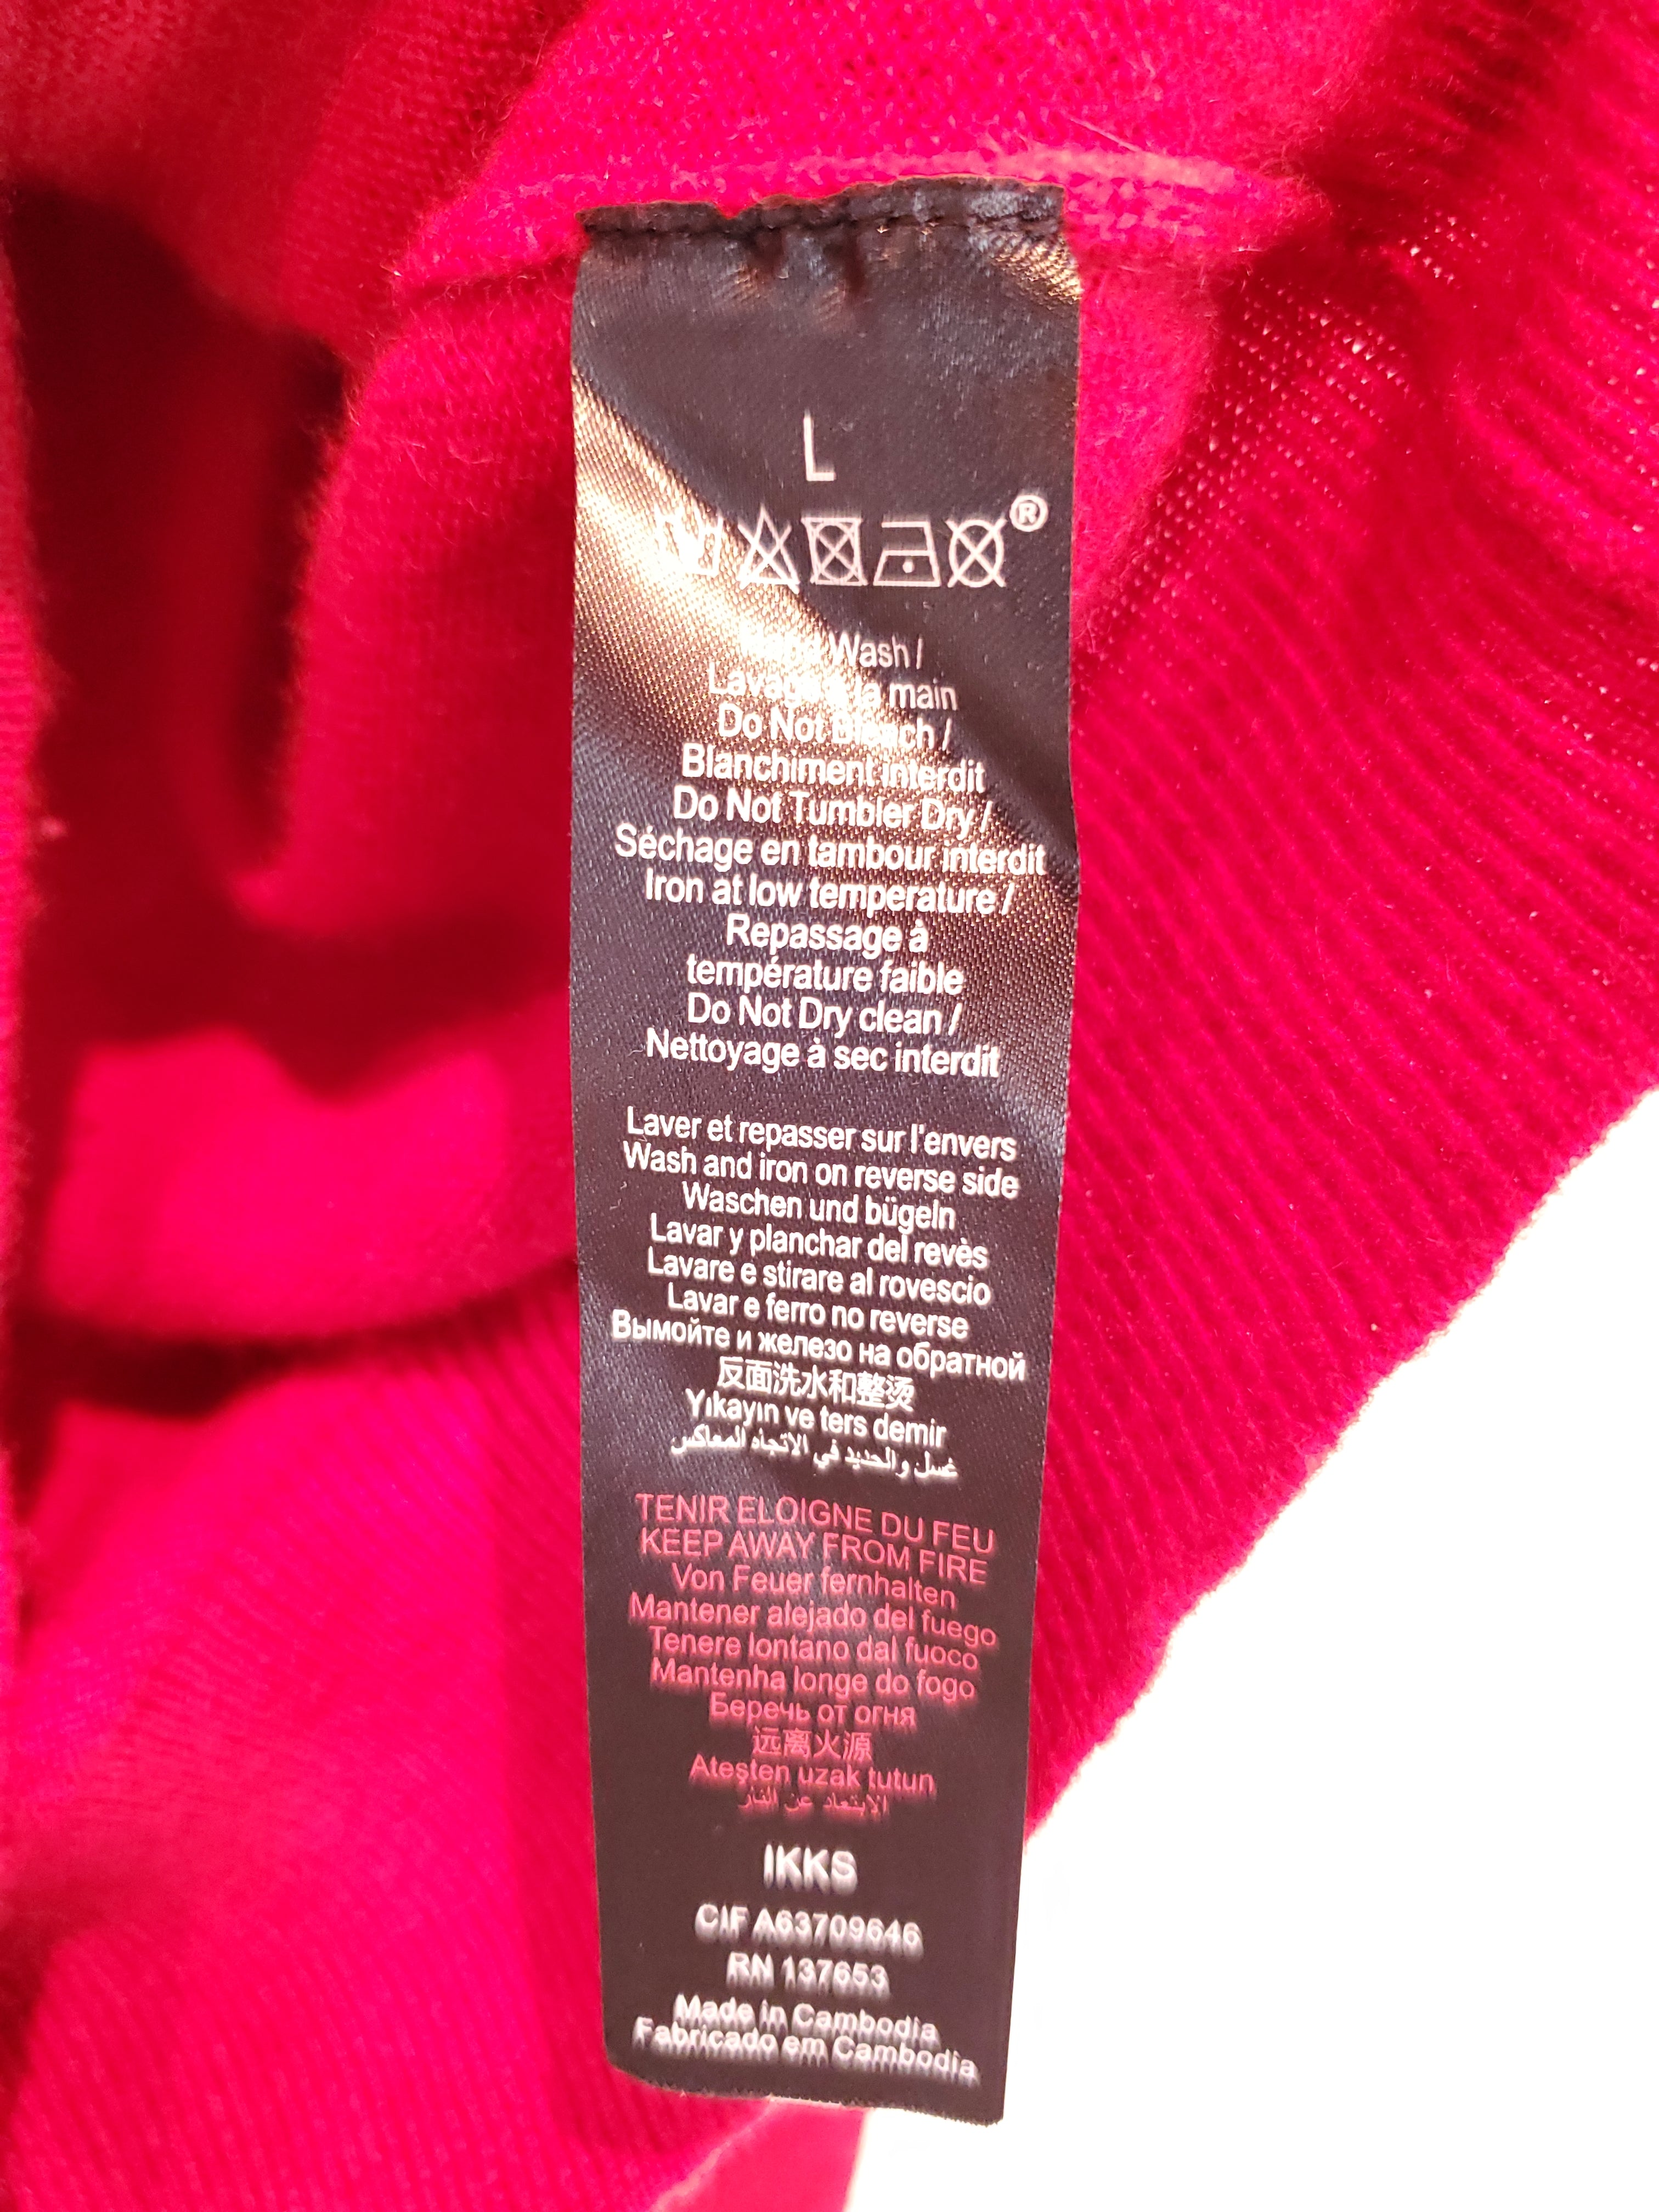 L
®
Wash /
Lavage à la main
Do Not Bleach /
Blanchiment interdit
Do Not Tumbler Dry /
Séchage en tambour interdit
Iron at low temperature /
Repassage à
température faible
Do Not Dry clean /
Nettoyage à sec interdit
Laver et repasser sur l'envers
Wash and iron on reverse side
Waschen und bügeln
Lavar y planchar del revès
Lavare e stirare al rovescio
Lavar e ferro no reverse
Вымойте и железо на обратной
反面洗水和整烫
Yıkayın ve ters demir
غسل والحديد في الاتجاه المعاكس
TENIR ELOIGNE DU FEU
KEEP AWAY FROM FIRE
Von Feuer fernhalten
Mantener alejado del fuego
Tenere lontano dal fuoco
Mantenha longe do fogo
Беречь от огня
远离火源
Ateşten uzak tutun
الابتعاد عن النار
IKKS
CIF A63709646
RN 137653
Made in Cambodia
Fabricado em Cambodia